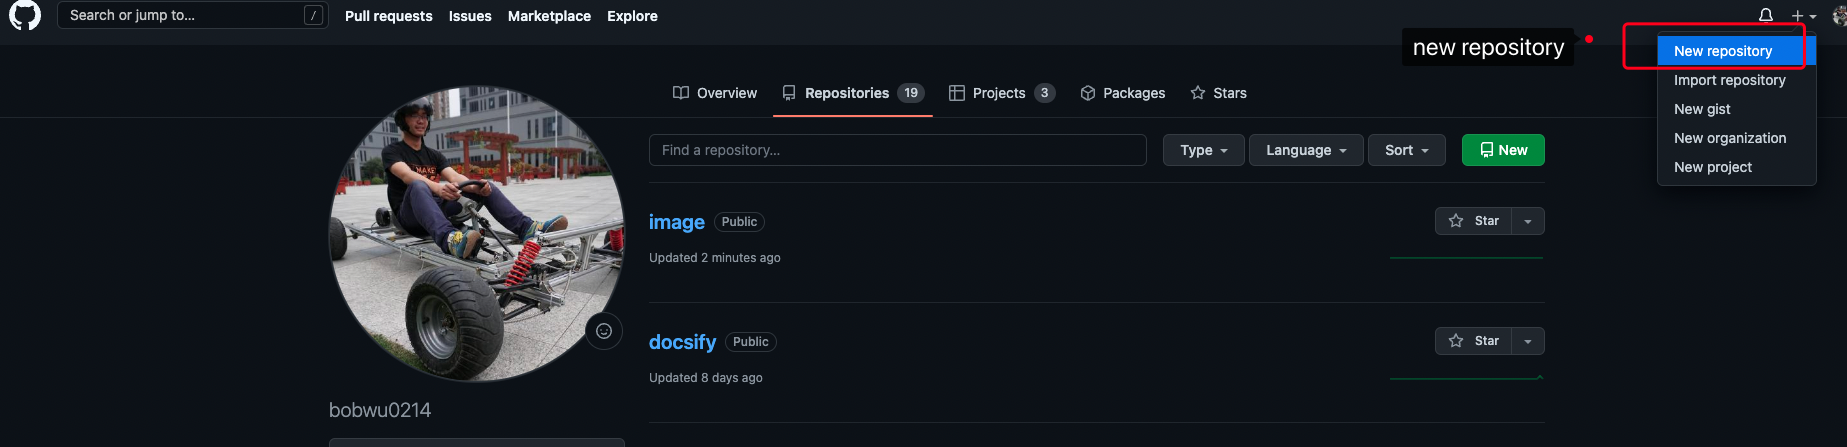 Search or jump to... /
Pull requests Issues Marketplace Explore
new repository
New repository
Import repository
New gist
New organization
New project
Overview Repositories 19 Projects 3 Packages Stars
Find a repository... Type Language Sort New
image Public Star
Updated 2 minutes ago
docsify Public Star
Updated 8 days ago
bobwu0214